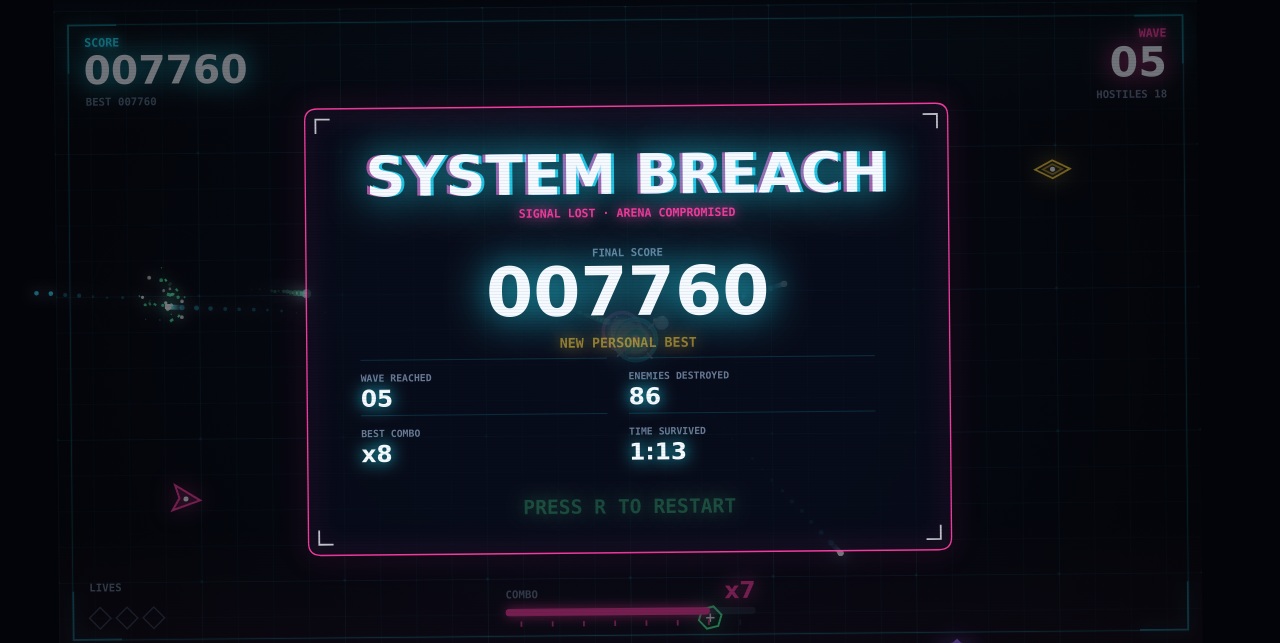 SCORE
007760
BEST 007760
WAVE
05
HOSTILES 18
SYSTEM BREACH
SIGNAL LOST · ARENA COMPROMISED
FINAL SCORE
007760
NEW PERSONAL BEST
WAVE REACHED
05
ENEMIES DESTROYED
86
BEST COMBO
x8
TIME SURVIVED
1:13
PRESS R TO RESTART
LIVES
COMBO
x7